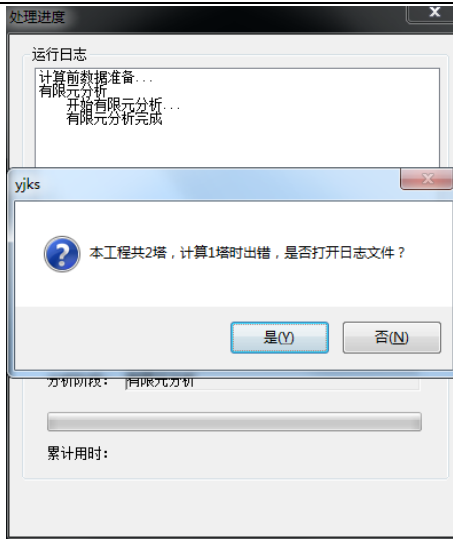 处理进度
运行日志
计算前数据准备...
有限元分析
开始有限元分析...
有限元分析完成
yjks
本工程共2塔，计算1塔时出错，是否打开日志文件？
是(Y)
否(N)
分析阶段： 有限元分析
累计用时：